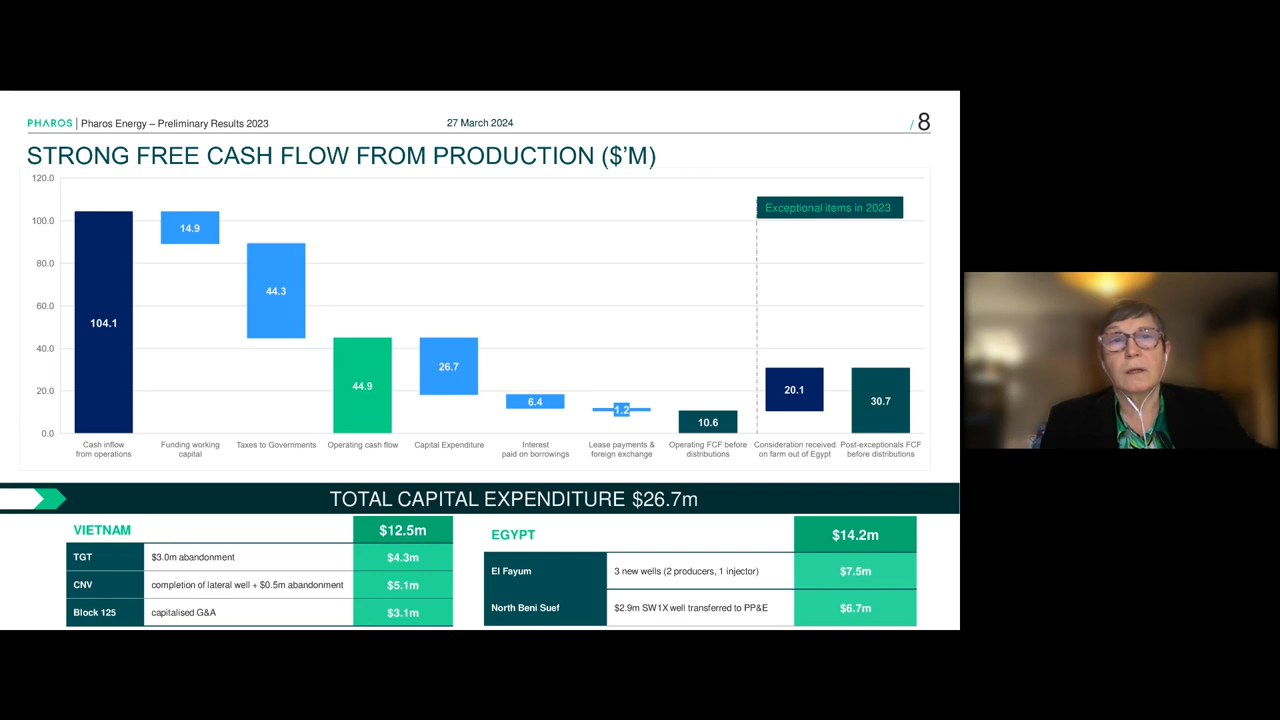 PHAROS | Pharos Energy – Preliminary Results 2023
27 March 2024
/ 8
STRONG FREE CASH FLOW FROM PRODUCTION ($'M)
120.0
100.0
80.0
60.0
40.0
20.0
0.0
Exceptional items in 2023
104.1
14.9
44.3
44.9
26.7
6.4
1.2
10.6
20.1
30.7
Cash inflow
from operations
Funding working
capital
Taxes to Governments
Operating cash flow
Capital Expenditure
Interest
paid on borrowings
Lease payments &
foreign exchange
Operating FCF before
distributions
Consideration received
on farm out of Egypt
Post-exceptionals FCF
before distributions
TOTAL CAPITAL EXPENDITURE $26.7m
VIETNAM $12.5m
TGT $3.0m abandonment $4.3m
CNV completion of lateral well + $0.5m abandonment $5.1m
Block 125 capitalised G&A $3.1m
EGYPT $14.2m
El Fayum 3 new wells (2 producers, 1 injector) $7.5m
North Beni Suef $2.9m SW1X well transferred to PP&E $6.7m